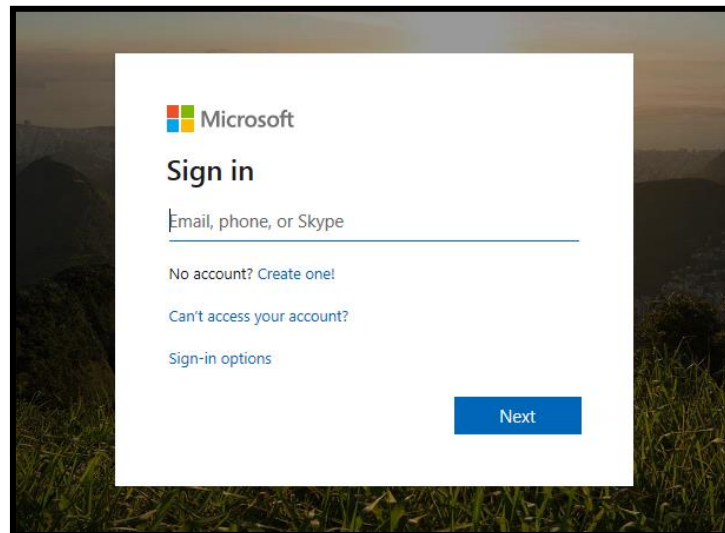 Microsoft
Sign in
Email, phone, or Skype
No account? Create one!
Can't access your account?
Sign-in options
Next